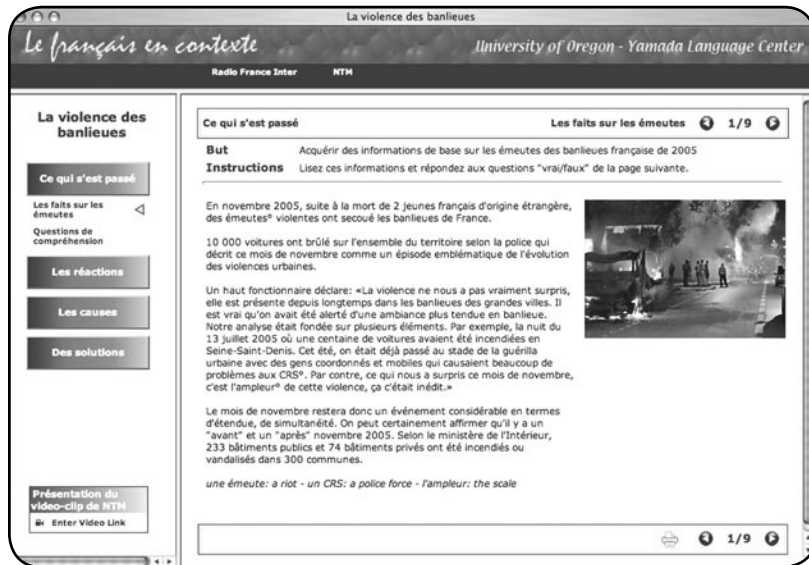 La violence des banlieues
Le français en contexte
University of Oregon - Yamada Language Center
Radio France Inter NTM
La violence des
banlieues
Ce qui s'est passé
Les faits sur les
émeutes
Questions de
compréhension
Les réactions
Les causes
Des solutions
Présentation du
video-clip de NTM
Enter Video Link
Ce qui s'est passé Les faits sur les émeutes 1/9
But Acquérir des informations de base sur les émeutes des banlieues française de 2005
Instructions Lisez ces informations et répondez aux questions "vrai/faux" de la page suivante.
En novembre 2005, suite à la mort de 2 jeunes français d'origine étrangère,
des émeutes° violentes ont secoué les banlieues de France.
10 000 voitures ont brûlé sur l'ensemble du territoire selon la police qui
décrit ce mois de novembre comme un épisode emblématique de l'évolution
des violences urbaines.
Un haut fonctionnaire déclare: «La violence ne nous a pas vraiment surpris,
elle est présente depuis longtemps dans les banlieues des grandes villes. Il
est vrai qu'on avait été alerté d'une ambiance plus tendue en banlieue.
Notre analyse était fondée sur plusieurs éléments. Par exemple, la nuit du
13 juillet 2005 où une centaine de voitures avaient été incendiées en
Seine-Saint-Denis. Cet été, on était déjà passé au stade de la guérilla
urbaine avec des gens coordonnés et mobiles qui causaient beaucoup de
problèmes aux CRS°. Par contre, ce qui nous a surpris ce mois de novembre,
c'est l'ampleur° de cette violence, ça c'était inédit.»
Le mois de novembre restera donc un événement considérable en termes
d'étendue, de simultanéité. On peut certainement affirmer qu'il y a un
"avant" et un "après" novembre 2005. Selon le ministère de l'Intérieur,
233 bâtiments publics et 74 bâtiments privés ont été incendiés ou
vandalisés dans 300 communes.
une émeute: a riot - un CRS: a police force - l'ampleur: the scale
1/9